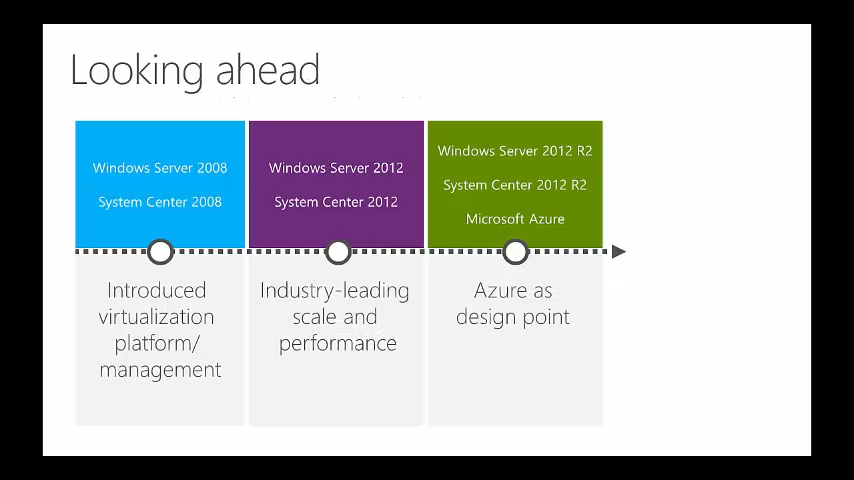 Looking ahead
Windows Server 2008
System Center 2008
Windows Server 2012
System Center 2012
Windows Server 2012 R2
System Center 2012 R2
Microsoft Azure
Introduced
virtualization
platform/
management
Industry-leading
scale and
performance
Azure as
design point